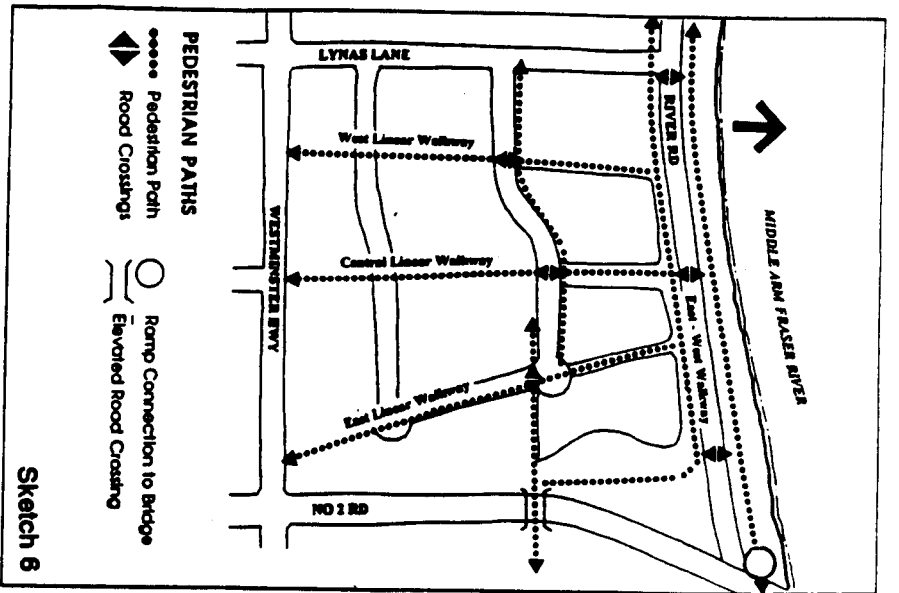 LYNAS LANE
RIVER RD
MIDDLE ARM FRASER RIVER
West Linear Walkway
Central Linear Walkway
East - West Walkway
East Linear Walkway
WESTMINSTER HWY
NO 2 RD
PEDESTRIAN PATHS
Pedestrian Path
Road Crossings
Ramp Connection to Bridge
Elevated Road Crossing
Sketch 6